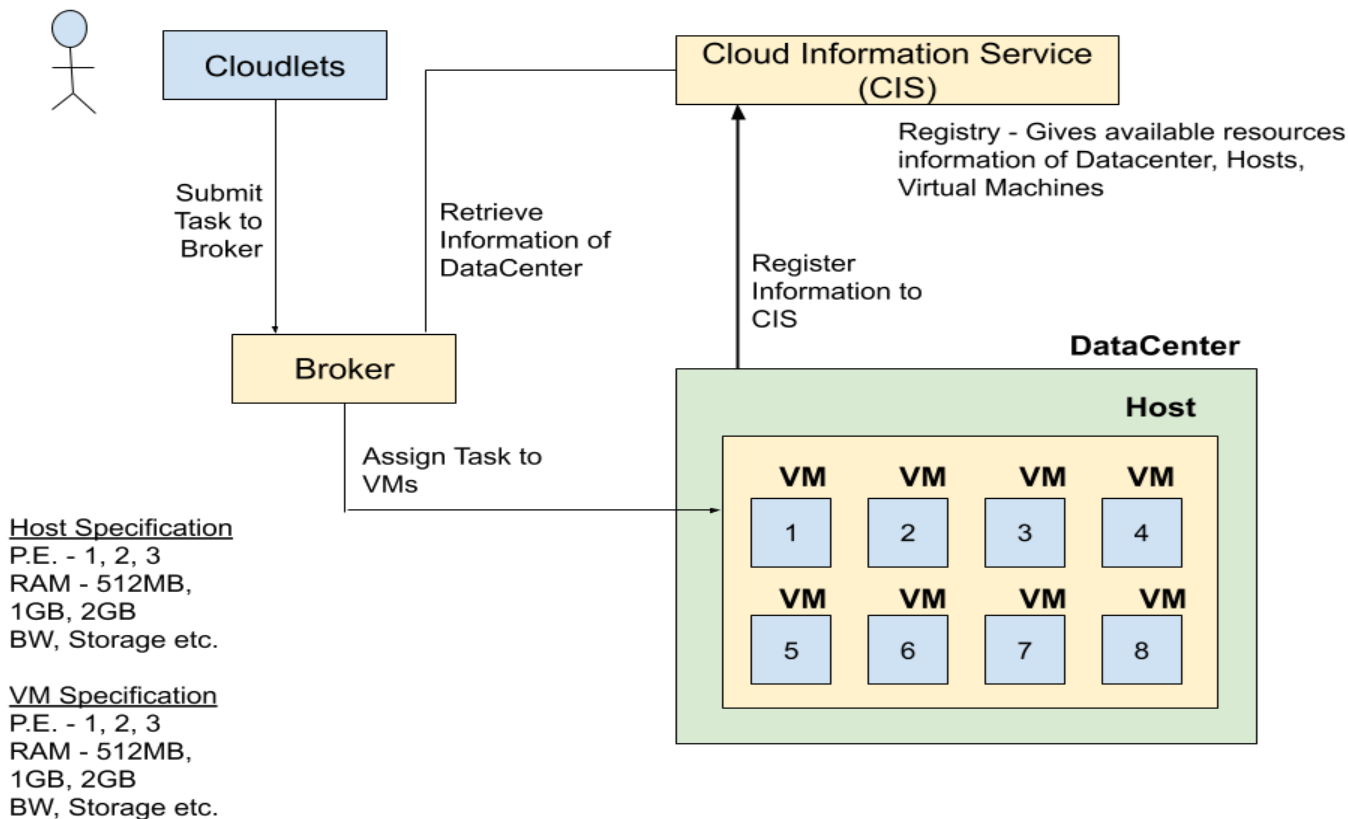 Cloudlets
Cloud Information Service
(CIS)
Registry - Gives available resources
information of Datacenter, Hosts,
Virtual Machines
Submit
Task to
Broker
Retrieve
Information of
DataCenter
Register
Information to
CIS
Broker
DataCenter
Host
Assign Task to
VMs
VM VM VM VM
1 2 3 4
VM VM VM VM
5 6 7 8
Host Specification
P.E. - 1, 2, 3
RAM - 512MB,
1GB, 2GB
BW, Storage etc.
VM Specification
P.E. - 1, 2, 3
RAM - 512MB,
1GB, 2GB
BW, Storage etc.